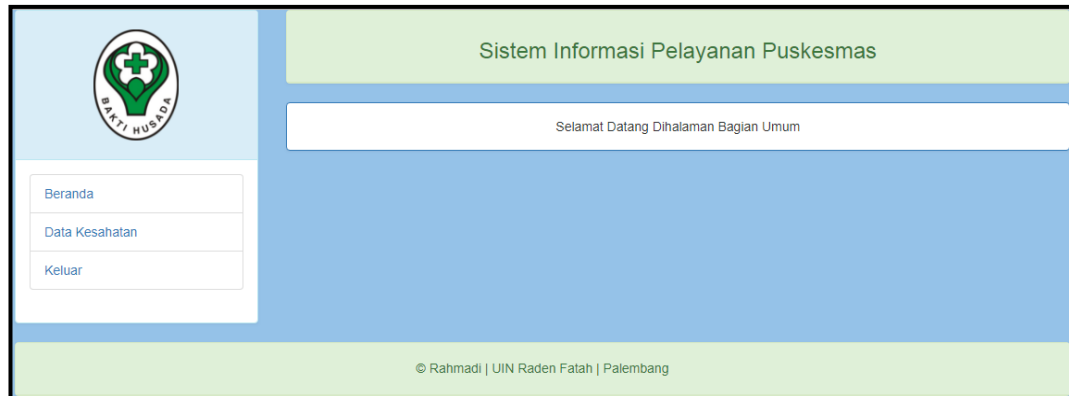 BAKTI HUSADA
Beranda
Data Kesahatan
Keluar
Sistem Informasi Pelayanan Puskesmas
Selamat Datang Dihalaman Bagian Umum
© Rahmadi | UIN Raden Fatah | Palembang